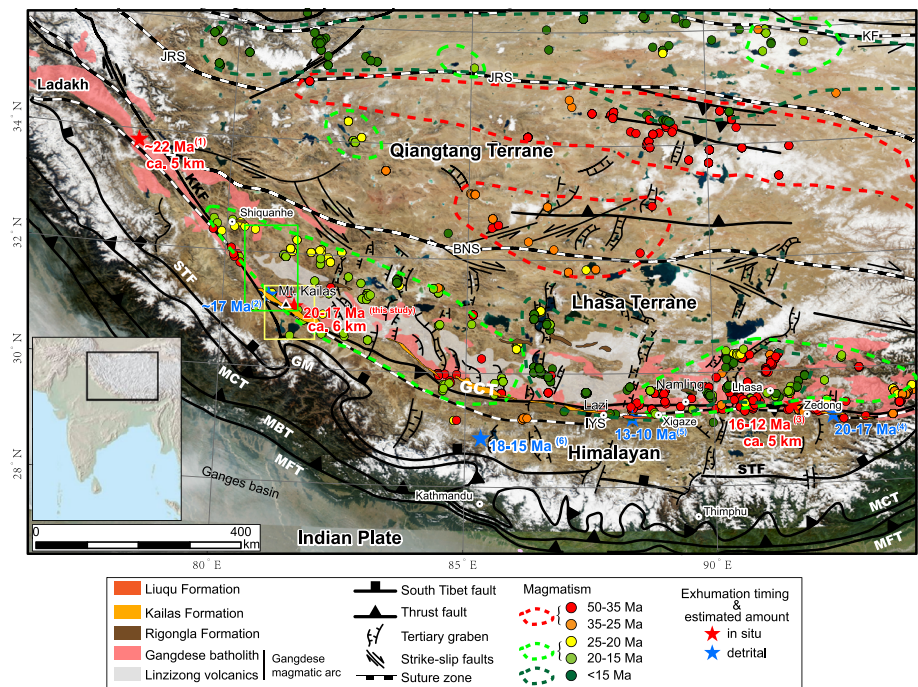 JRS
KF
Ladakh
JRS
34 N
~22 Ma(1)
ca. 5 km
Qiangtang Terrane
KKF
Shiquanhe
32 N
BNS
STF
Mt. Kailas
~17 Ma(2)
20-17 Ma (this study)
ca. 6 km
Lhasa Terrane
30 N
GM
MCT
GCT
Namling
Lhasa
Lazi
Zedong
IYS
Xigaze
MBT
16-12 Ma(3)
ca. 5 km
20-17 Ma(4)
13-10 Ma(5)
18-15 Ma(6)
Himalayan
28 N
MFT
STF
Ganges basin
Kathmandu
Thimphu
MCT
MFT
0
400
km
Indian Plate
80°E
90°E
Liuqu Formation
Kailas Formation
Rigongla Formation
Gangdese batholith
Linzizong volcanics
Gangdese
magmatic arc
South Tibet fault
Thrust fault
Tertiary graben
Strike-slip faults
Suture zone
Magmatism
50-35 Ma
35-25 Ma
25-20 Ma
20-15 Ma
<15 Ma
Exhumation timing
&
estimated amount
in situ
detrital